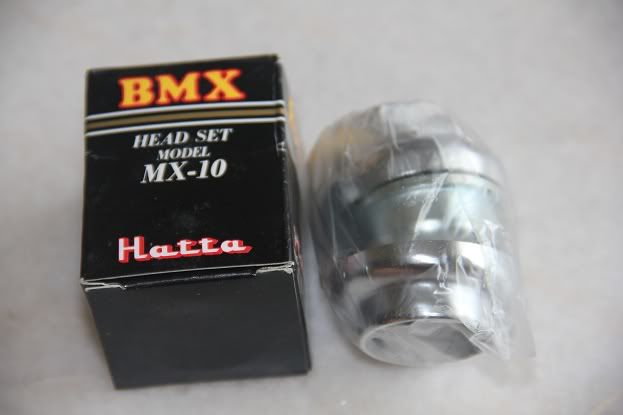 BMX
HEAD SET
MODEL
MX-10
Hatta